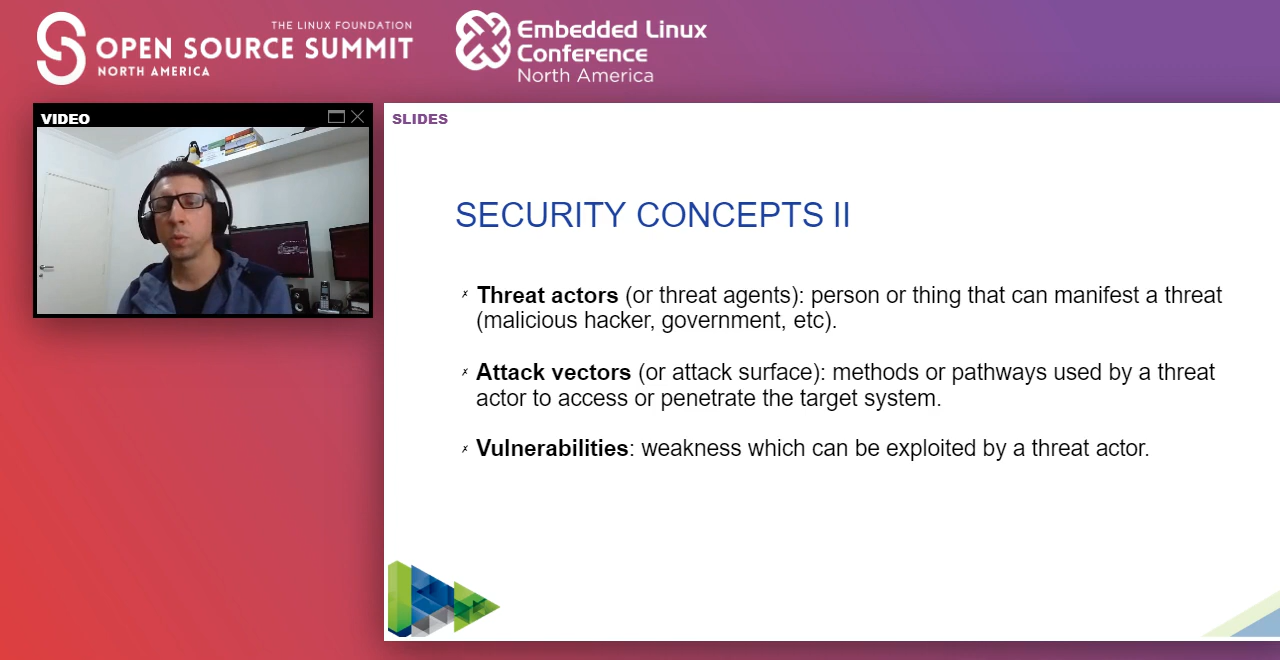 THE LINUX FOUNDATION
OPEN SOURCE SUMMIT
NORTH AMERICA
Embedded Linux
Conference
North America
VIDEO
SLIDES
SECURITY CONCEPTS II
✗ Threat actors (or threat agents): person or thing that can manifest a threat
(malicious hacker, government, etc).
✗ Attack vectors (or attack surface): methods or pathways used by a threat
actor to access or penetrate the target system.
✗ Vulnerabilities: weakness which can be exploited by a threat actor.